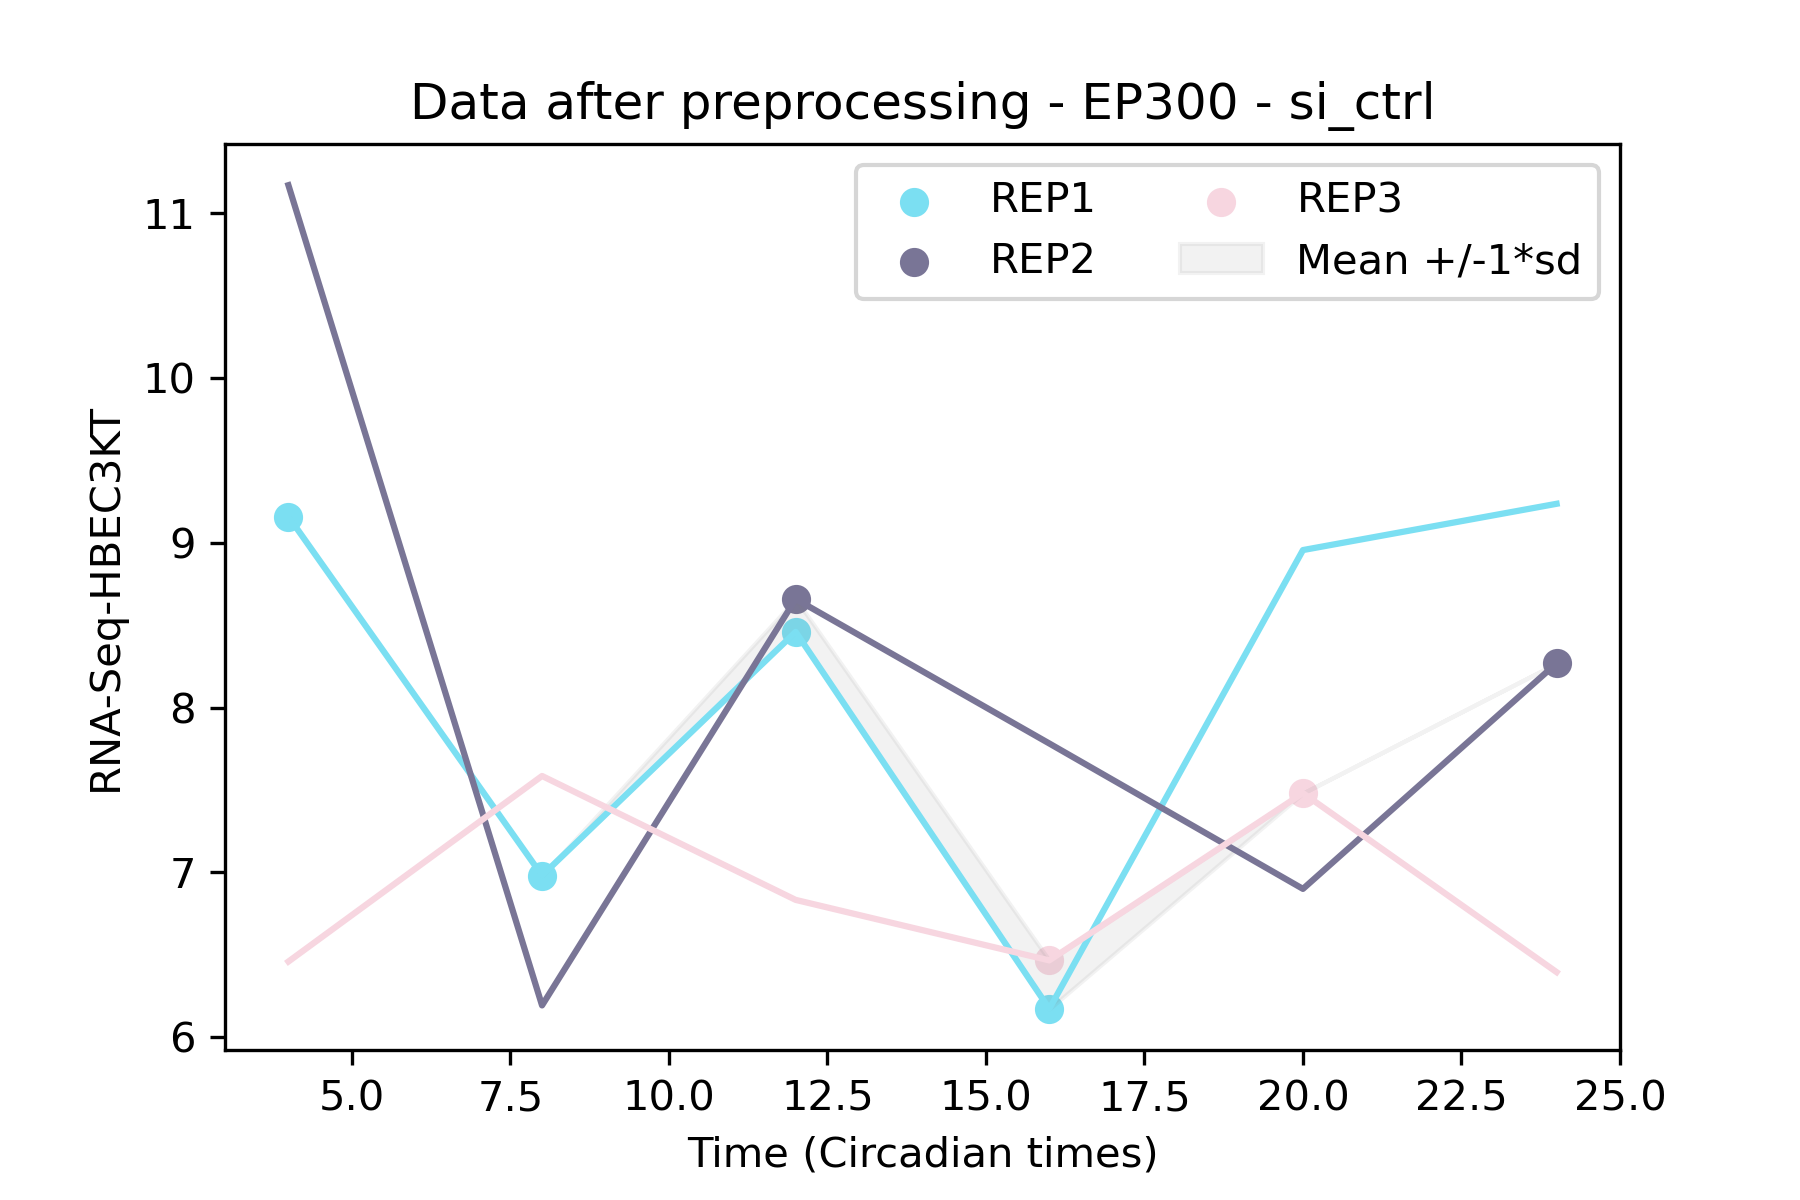 Data after preprocessing - EP300 - si_ctrl
REP1
REP2
REP3
Mean +/-1*sd
RNA-Seq-HBEC3KT
11
10
9
8
7
6
5.0
7.5
10.0
12.5
15.0
17.5
20.0
22.5
25.0
Time (Circadian times)